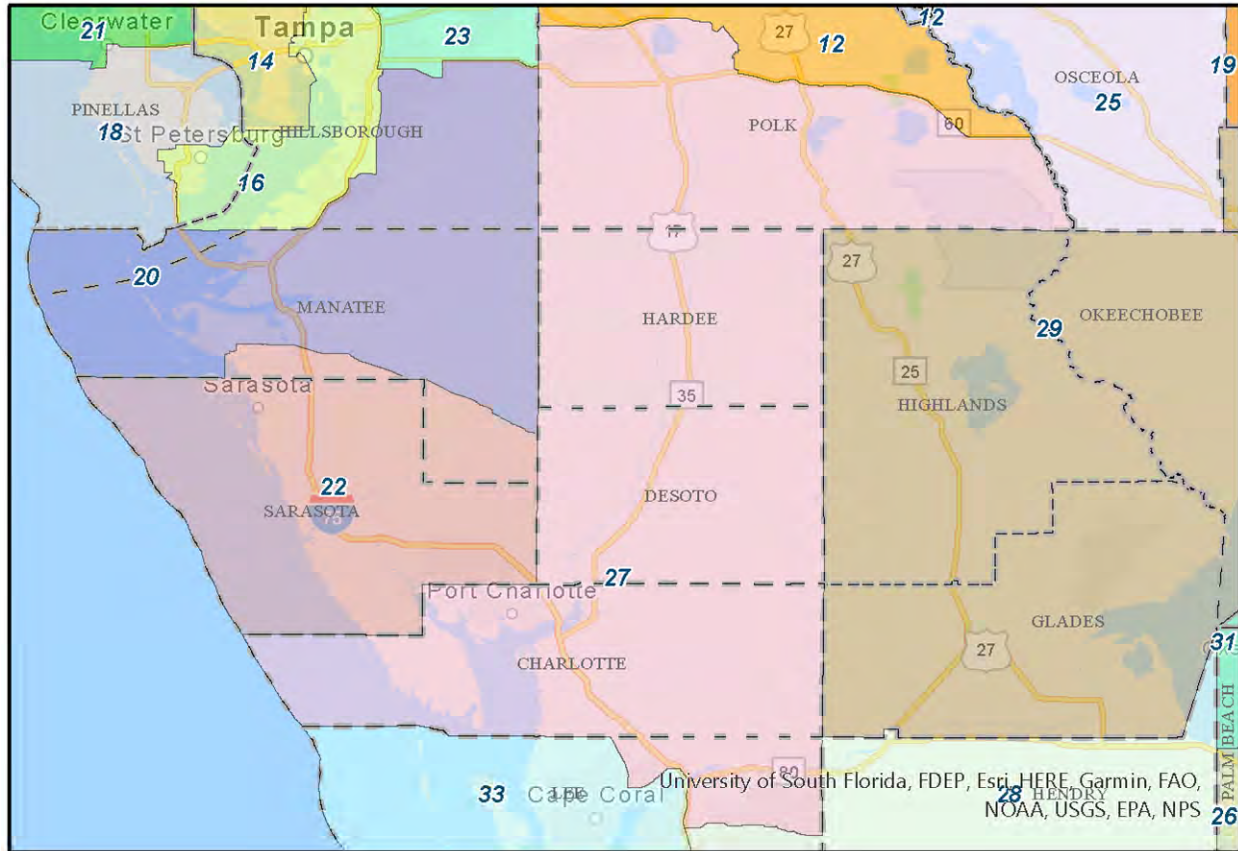 Clearwater
21
Tampa
14
23
27
12
12
OSCEOLA
25
19
PINELLAS
18
St Petersburg
HILLSBOROUGH
POLK
60
16
17
27
20
MANATEE
HARDEE
OKEECHOBEE
29
25
35
HIGHLANDS
Sarasota
22
75
SARASOTA
DESOTO
27
Port Charlotte
GLADES
27
31
CHARLOTTE
PALM BEACH
80
University of South Florida, FDEP, Esri, HERE, Garmin, FAO,
NOAA, USGS, EPA, NPS
33
LEE
Cape Coral
28
HENDRY
26